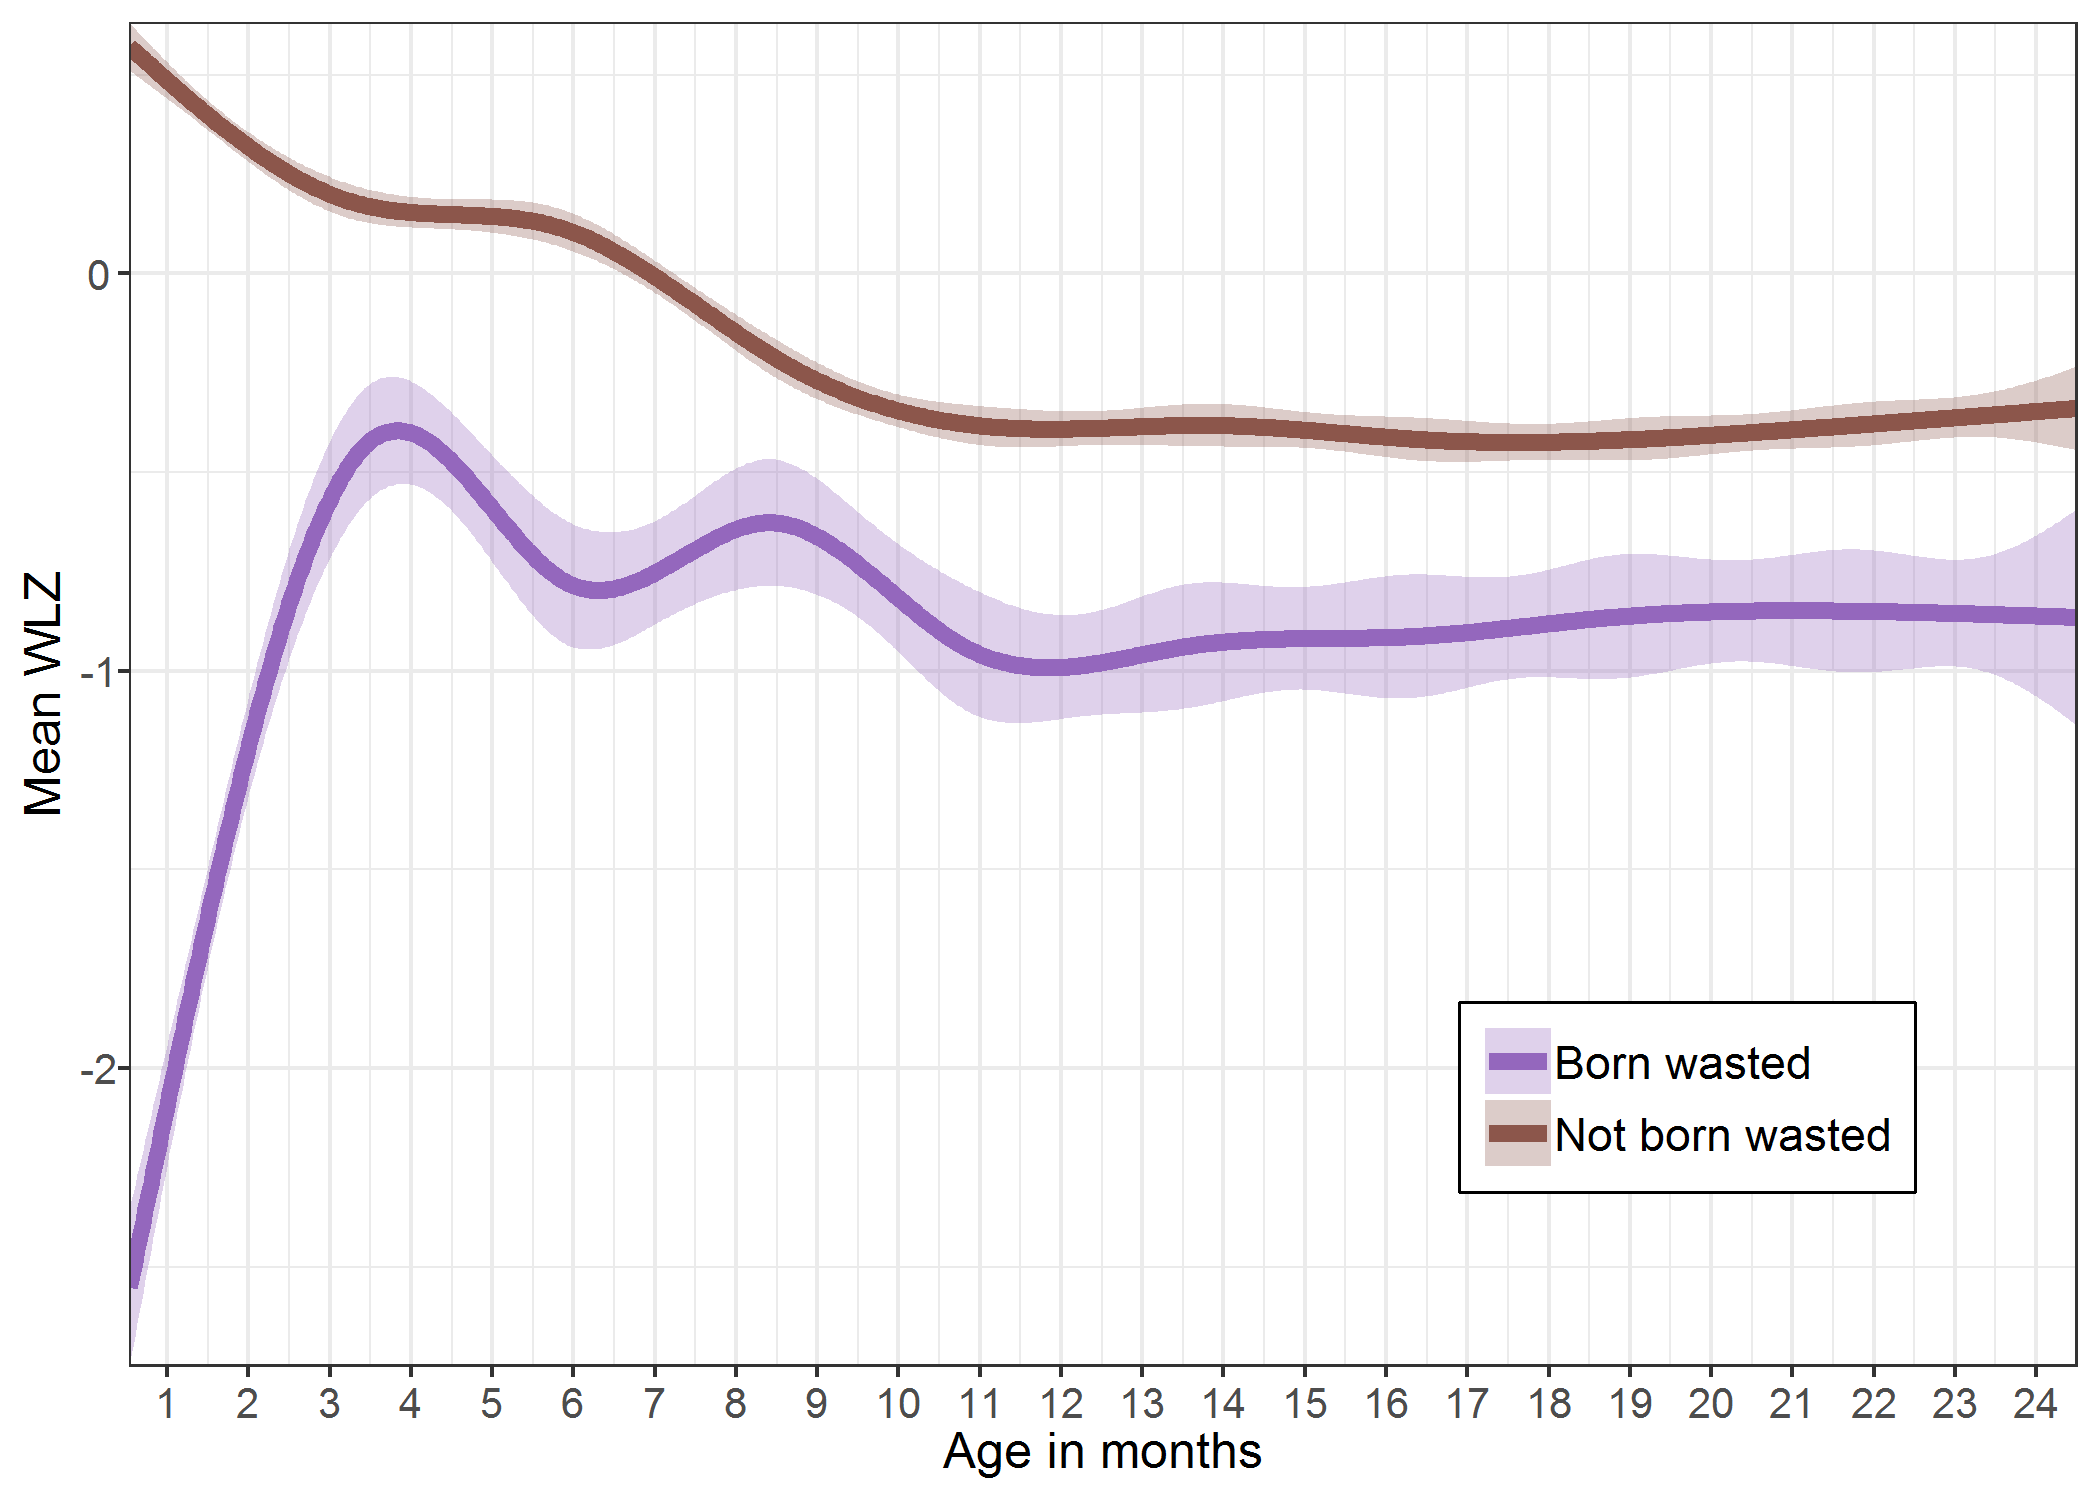 Mean WLZ
0
-1
-2
1 2 3 4 5 6 7 8 9 10 11 12 13 14 15 16 17 18 19 20 21 22 23 24
Age in months
Born wasted
Not born wasted